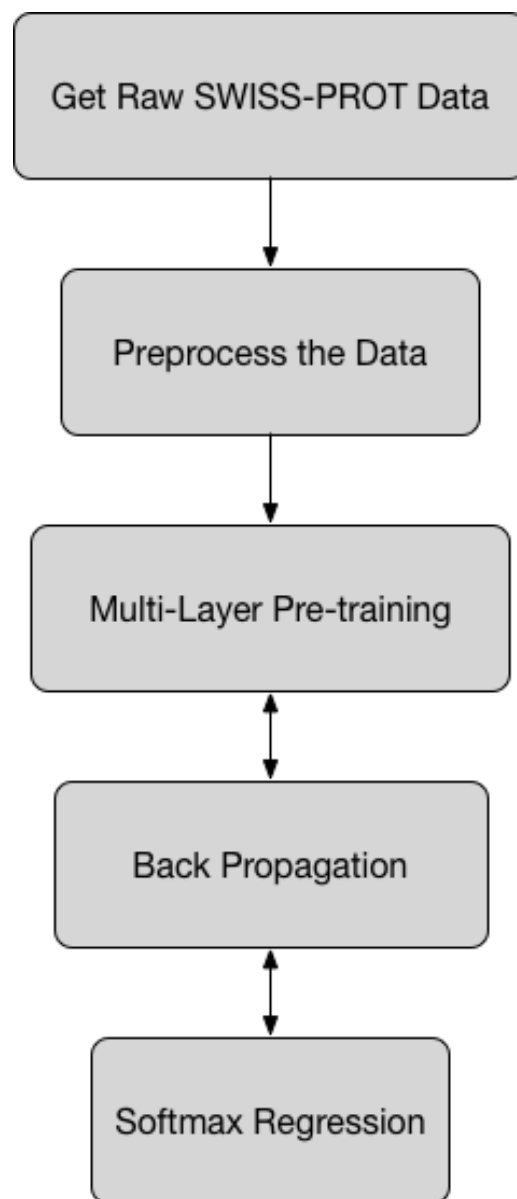 Get Raw SWISS-PROT Data
Preprocess the Data
Multi-Layer Pre-training
Back Propagation
Softmax Regression